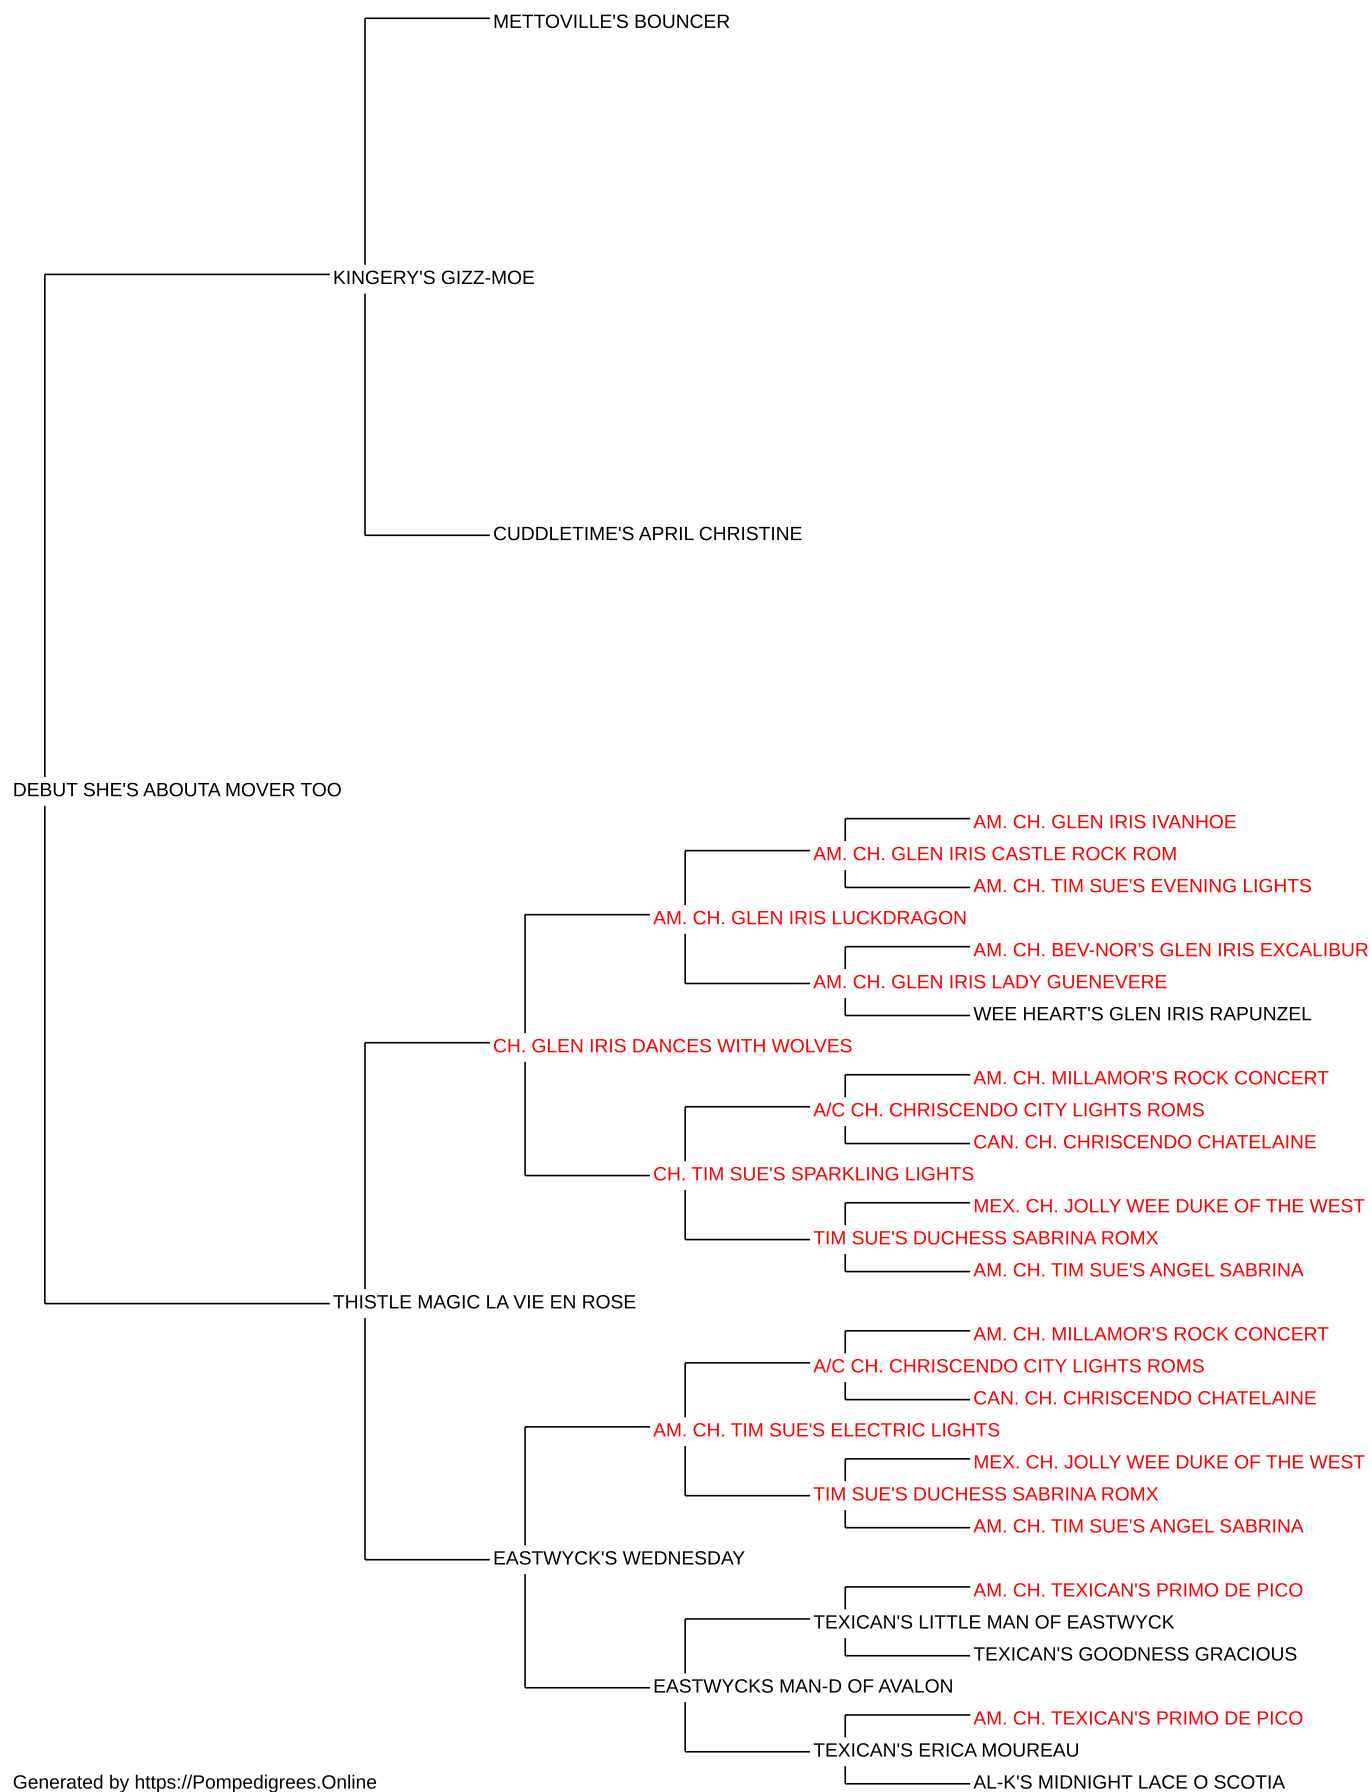 METTOVILLE'S BOUNCER
KINGERY'S GIZZ-MOE
CUDDLETIME'S APRIL CHRISTINE
DEBUT SHE'S ABOUTA MOVER TOO
AM. CH. GLEN IRIS IVANHOE
AM. CH. GLEN IRIS CASTLE ROCK ROM
AM. CH. TIM SUE'S EVENING LIGHTS
AM. CH. GLEN IRIS LUCKDRAGON
AM. CH. BEV-NOR'S GLEN IRIS EXCALIBUR
AM. CH. GLEN IRIS LADY GUENEVERE
WEE HEART'S GLEN IRIS RAPUNZEL
CH. GLEN IRIS DANCES WITH WOLVES
AM. CH. MILLAMOR'S ROCK CONCERT
A/C CH. CHRISCENDO CITY LIGHTS ROMS
CAN. CH. CHRISCENDO CHATELAINE
CH. TIM SUE'S SPARKLING LIGHTS
MEX. CH. JOLLY WEE DUKE OF THE WEST
TIM SUE'S DUCHESS SABRINA ROMX
AM. CH. TIM SUE'S ANGEL SABRINA
THISTLE MAGIC LA VIE EN ROSE
AM. CH. MILLAMOR'S ROCK CONCERT
A/C CH. CHRISCENDO CITY LIGHTS ROMS
CAN. CH. CHRISCENDO CHATELAINE
AM. CH. TIM SUE'S ELECTRIC LIGHTS
MEX. CH. JOLLY WEE DUKE OF THE WEST
TIM SUE'S DUCHESS SABRINA ROMX
AM. CH. TIM SUE'S ANGEL SABRINA
EASTWYCK'S WEDNESDAY
AM. CH. TEXICAN'S PRIMO DE PICO
TEXICAN'S LITTLE MAN OF EASTWYCK
TEXICAN'S GOODNESS GRACIOUS
EASTWYCKS MAN-D OF AVALON
AM. CH. TEXICAN'S PRIMO DE PICO
TEXICAN'S ERICA MOUREAU
AL-K'S MIDNIGHT LACE O SCOTIA
Generated by https://Pompedigrees.Online